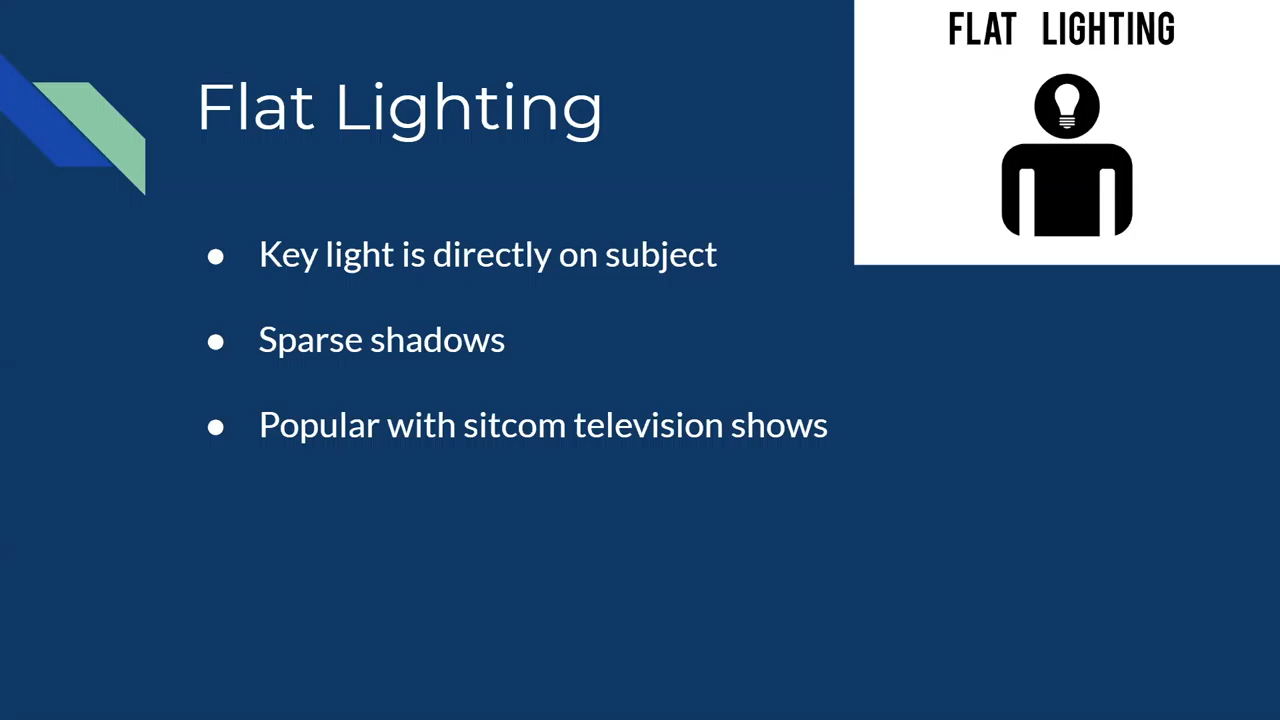 FLAT LIGHTING
Flat Lighting
● Key light is directly on subject
● Sparse shadows
● Popular with sitcom television shows